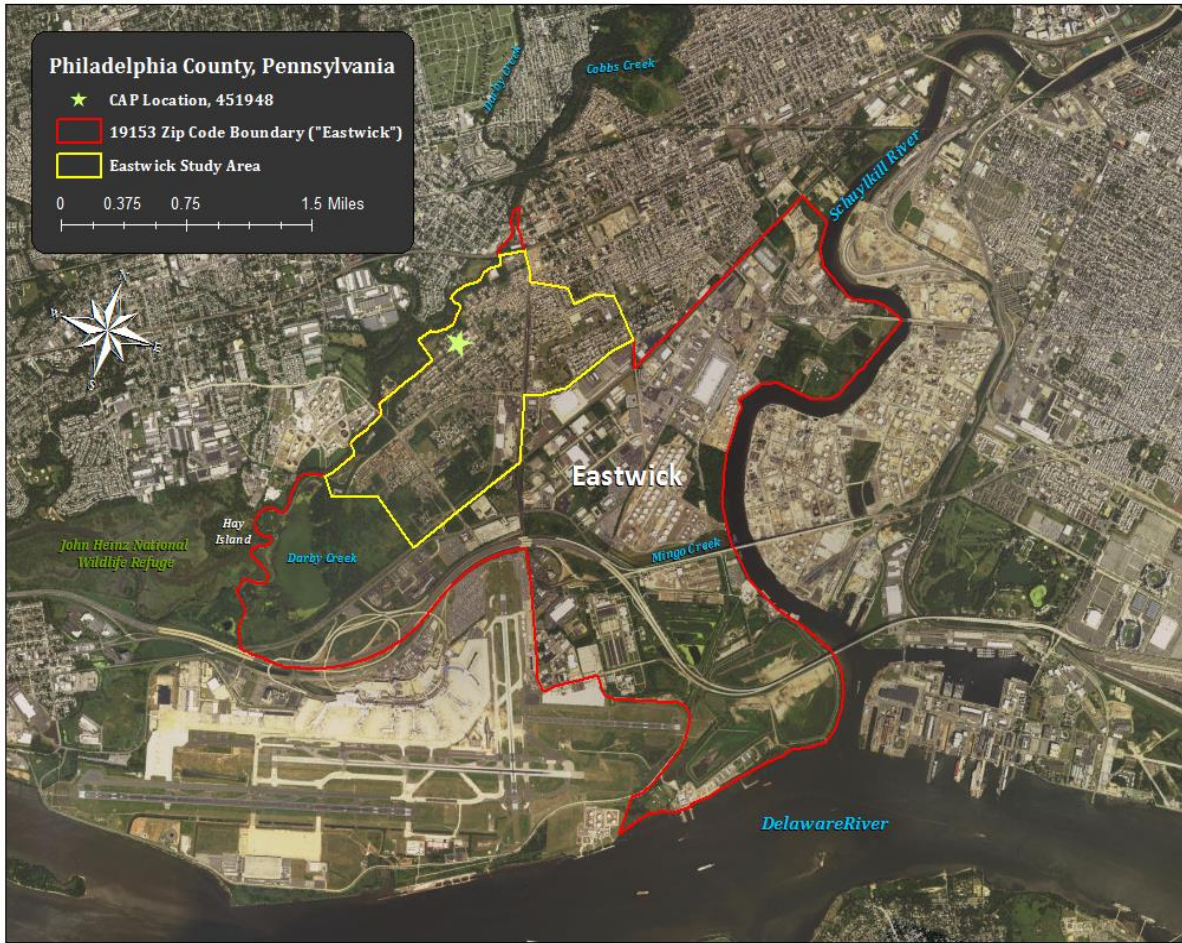 Philadelphia County, Pennsylvania
CAP Location, 451948
19153 Zip Code Boundary ("Eastwick")
Eastwick Study Area
0 0.375 0.75 1.5 Miles
Darby Creek
Cobbs Creek
Schuylkill River
N
W
E
S
Eastwick
Hay
Island
John Heinz National
Wildlife Refuge
Darby Creek
Mingo Creek
DelawareRiver